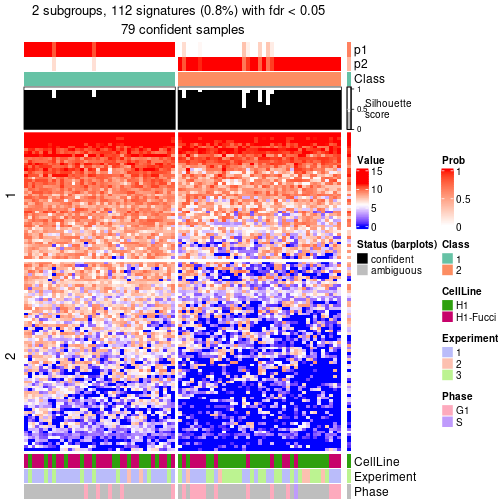 2 subgroups, 112 signatures (0.8%) with fdr < 0.05
79 confident samples
p1
p2
Class
1
0.5
0
Silhouette
score
1
2
Value
15
10
5
0
Prob
1
0.5
0
Status (barplots)
confident
ambiguous
Class
1
2
CellLine
H1
H1-Fucci
Experiment
1
2
3
Phase
G1
S
CellLine
Experiment
Phase